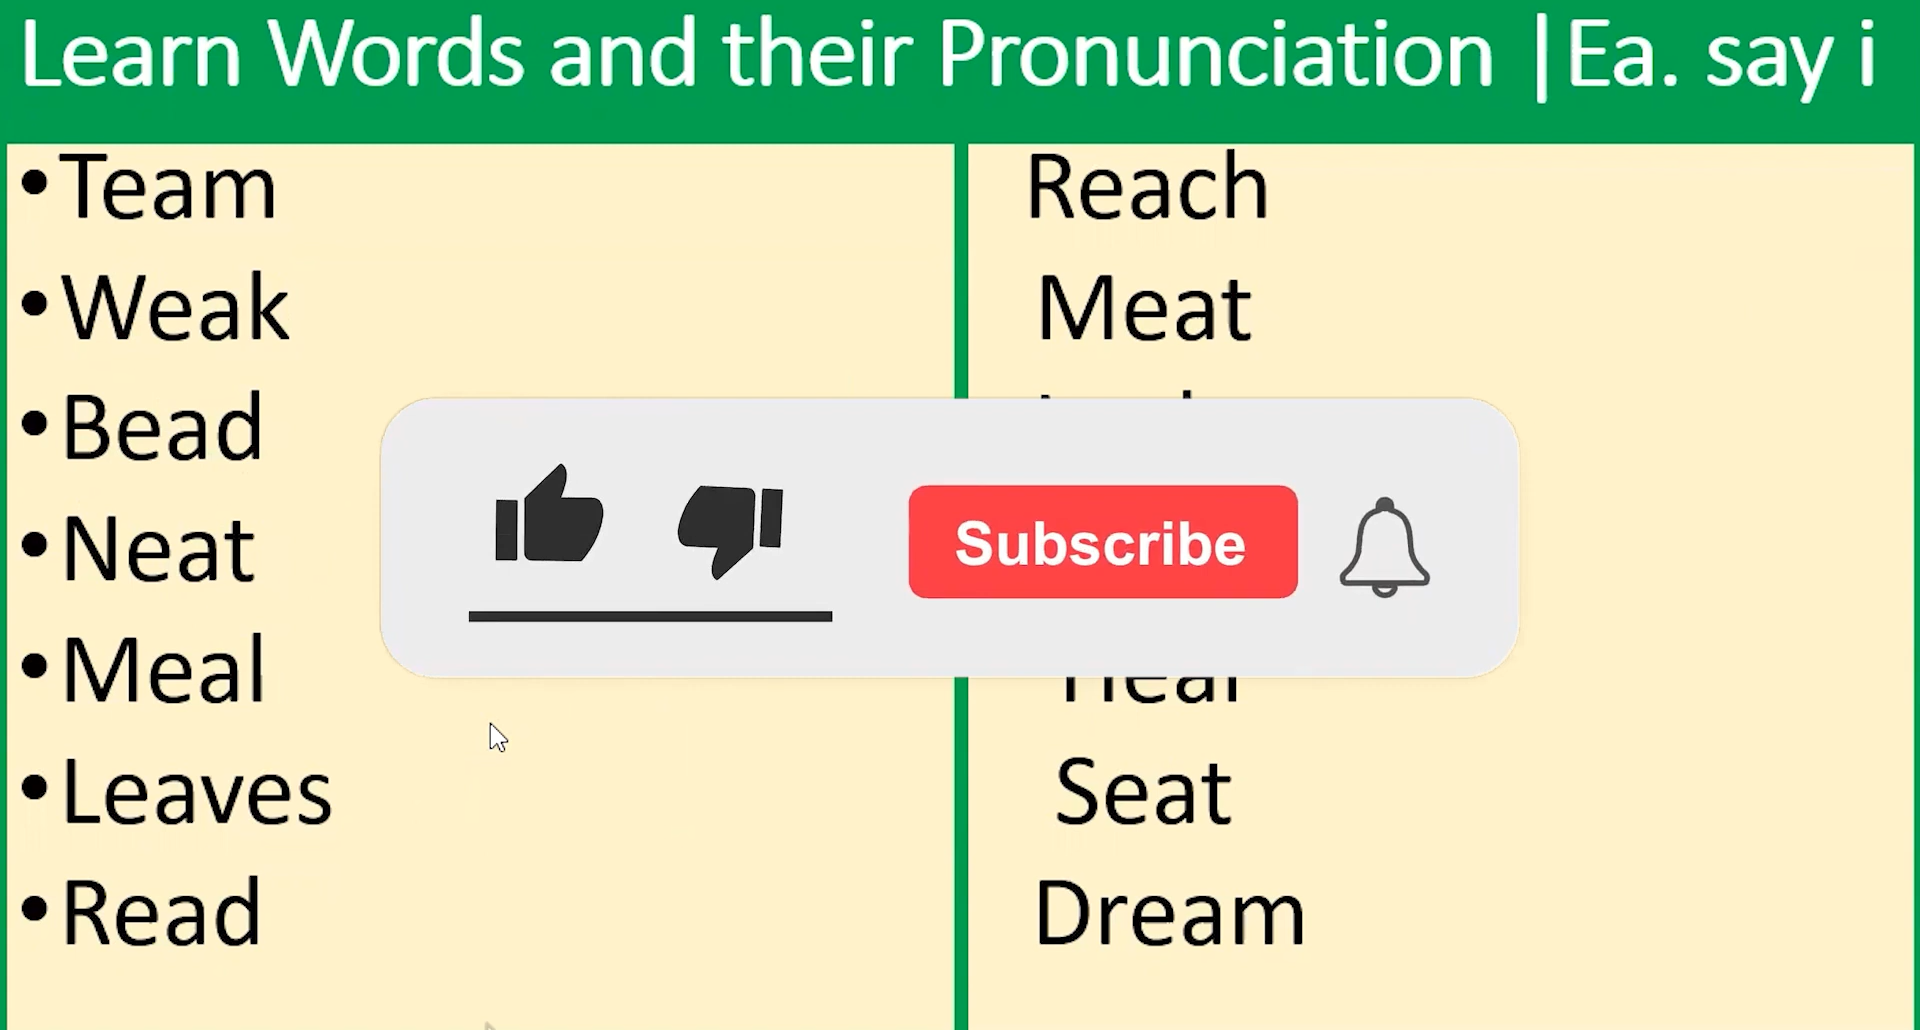 Learn Words and their Pronunciation |Ea. say i
•Team
•Weak
•Bead
•Neat
•Meal
•Leaves
•Read
Reach
Meat
Subscribe
Seat
Dream